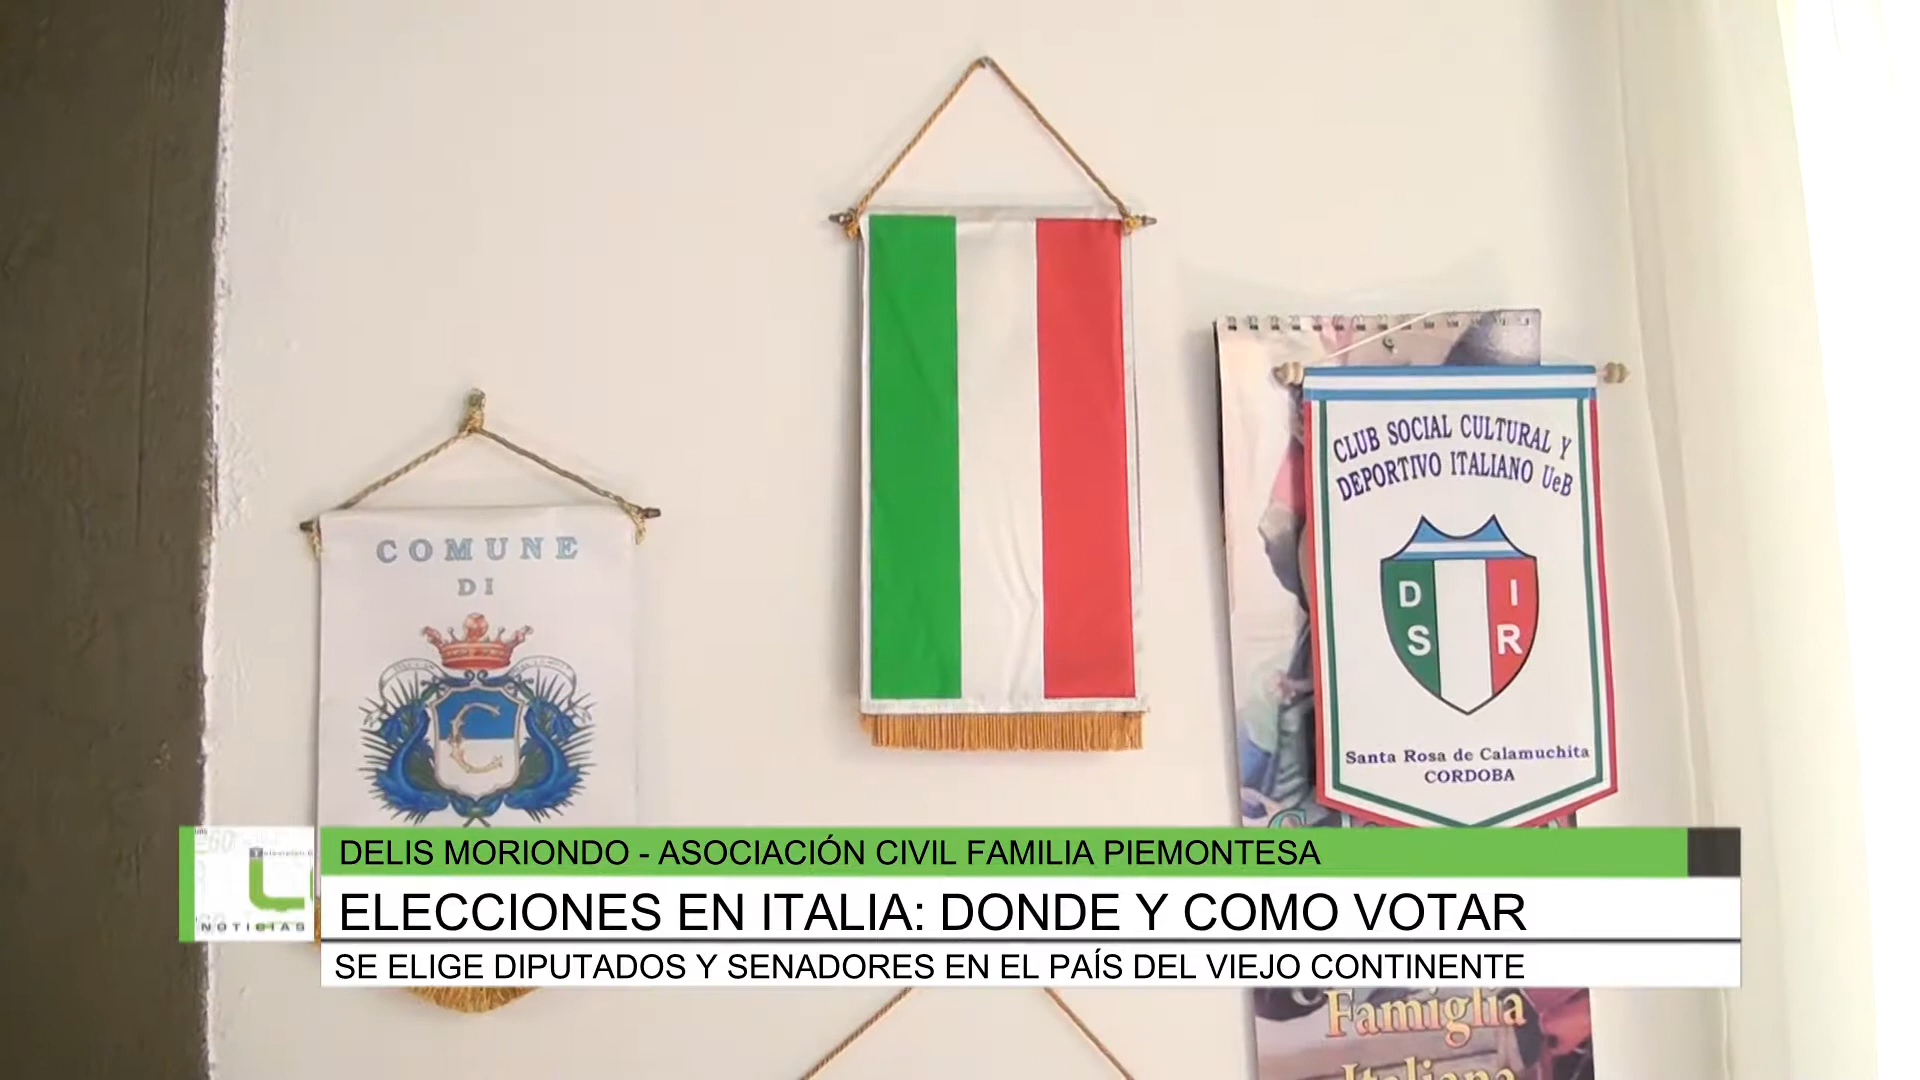 COMUNE
DI
C
CLUB SOCIAL CULTURAL Y
DEPORTIVO ITALIANO UeB
D I
S R
Santa Rosa de Calamuchita
CORDOBA
DELIS MORIONDO - ASOCIACIÓN CIVIL FAMILIA PIEMONTESA
ELECCIONES EN ITALIA: DONDE Y COMO VOTAR
NOTICIAS
SE ELIGE DIPUTADOS Y SENADORES EN EL PAÍS DEL VIEJO CONTINENTE
Famiglia
Italiana